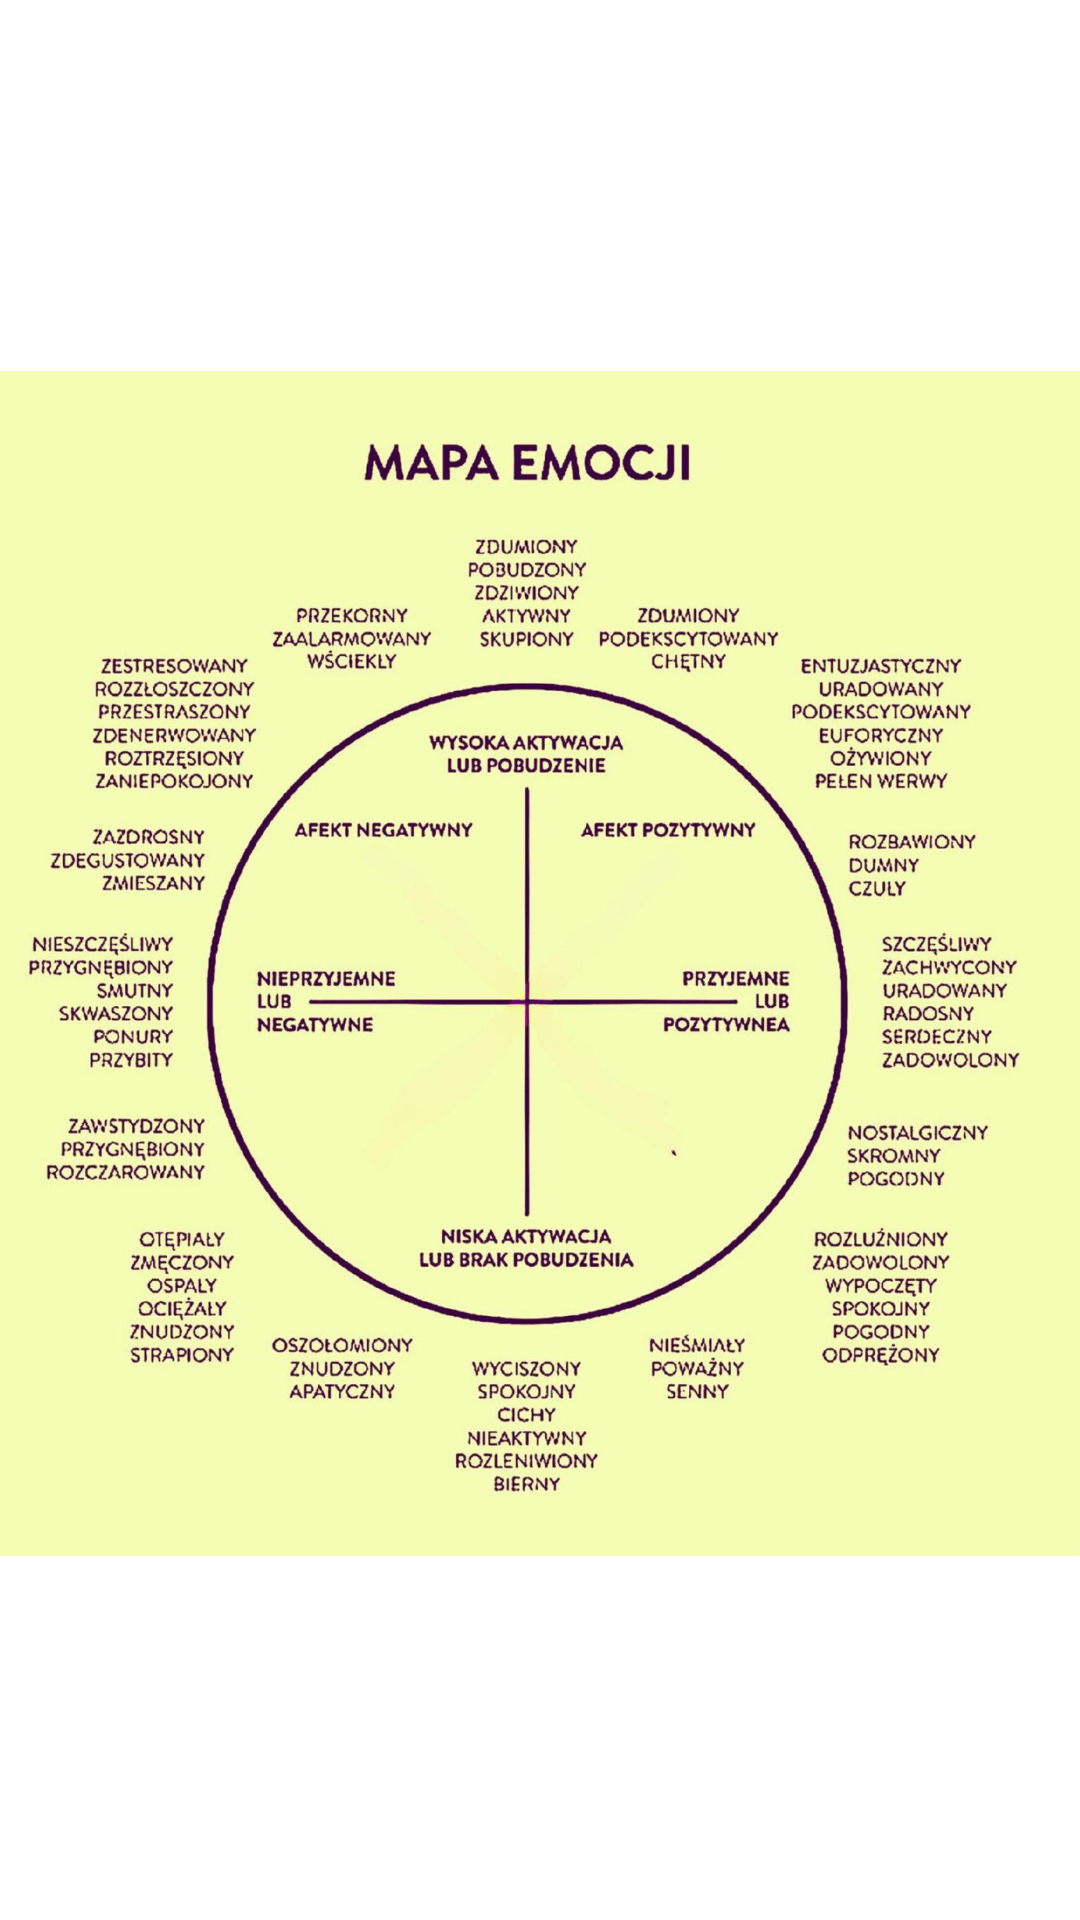 MAPA EMOCJI
ZDUMIONY
POBUDZONY
ZDZIWIONY
AKTYWNY
SKUPIONY
PRZEKORNY
ZAALARMOWANY
WŚCIEKŁY
ZDUMIONY
PODEKSCYTOWANY
CHĘTNY
ZESTRESOWANY
ROZZŁOSZCZONY
PRZESTRASZONY
ZDENERWOWANY
ROZTRZĘSIONY
ZANIEPOKOJONY
ENTUZJASTYCZNY
URADOWANY
PODEKSCYTOWANY
EUFORYCZNY
OŻYWIONY
PEŁEN WERWY
WYSOKA AKTYWACJA
LUB POBUDZENIE
AFEKT NEGATYWNY
AFEKT POZYTYWNY
ZAZDROSNY
ZDEGUSTOWANY
ZMIESZANY
ROZBAWIONY
DUMNY
CZUŁY
NIESZCZĘŚLIWY
PRZYGNĘBIONY
SMUTNY
SKWASZONY
PONURY
PRZYBITY
NIEPRZYJEMNE
LUB
NEGATYWNE
PRZYJEMNE
LUB
POZYTYWNEA
SZCZĘŚLIWY
ZACHWYCONY
URADOWANY
RADOSNY
SERDECZNY
ZADOWOLONY
ZAWSTYDZONY
PRZYGNĘBIONY
ROZCZAROWANY
NOSTALGICZNY
SKROMNY
POGODNY
NISKA AKTYWACJA
LUB BRAK POBUDZENIA
OTĘPIAŁY
ZMĘCZONY
OSPAŁY
OCIĘŻAŁY
ZNUDZONY
STRAPIONY
ROZLUŹNIONY
ZADOWOLONY
WYPOCZĘTY
SPOKOJNY
POGODNY
ODPRĘŻONY
OSZOŁOMIONY
ZNUDZONY
APATYCZNY
WYCISZONY
SPOKOJNY
CICHY
NIEAKTYWNY
ROZLENIWIONY
BIERNY
NIEŚMIAŁY
POWAŻNY
SENNY